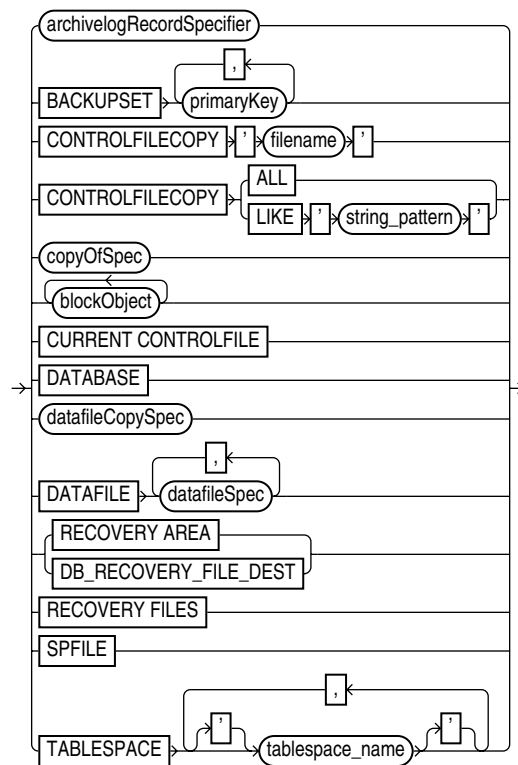 archivelogRecordSpecifier
,
BACKUPSET primaryKey
CONTROLFILECOPY ' filename '
ALL
CONTROLFILECOPY
LIKE ' string_pattern '
copyOfSpec
blockObject
CURRENT CONTROLFILE
DATABASE
datafileCopySpec
,
DATAFILE datafileSpec
RECOVERY AREA
DB_RECOVERY_FILE_DEST
RECOVERY FILES
SPFILE
,
' '
TABLESPACE tablespace_name